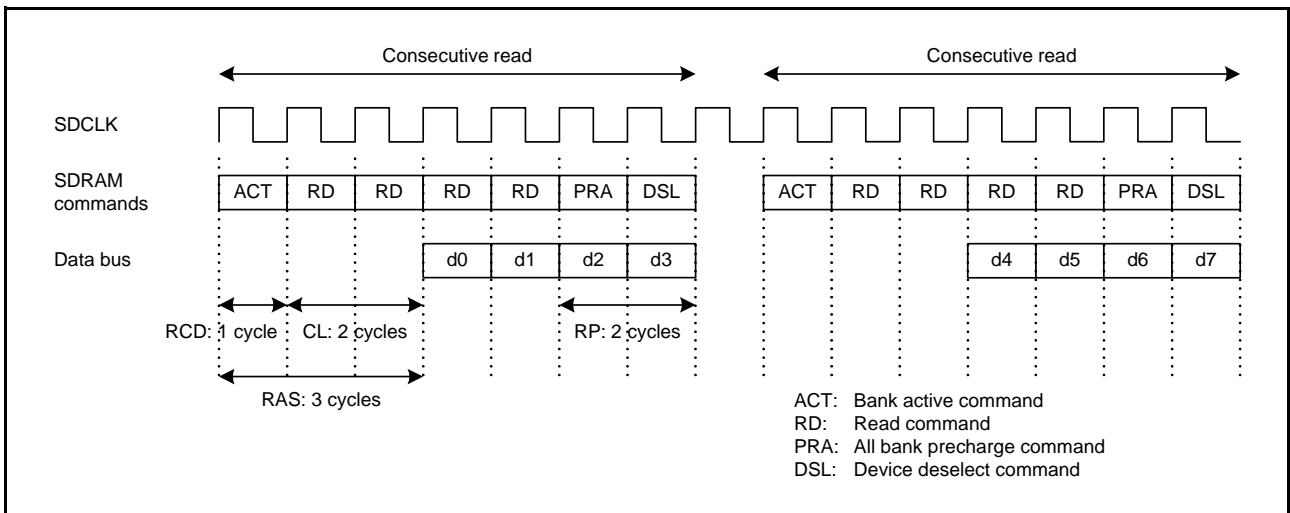 Consecutive read Consecutive read
SDCLK
SDRAM commands ACT RD RD RD RD PRA DSL ACT RD RD RD RD PRA DSL
Data bus d0 d1 d2 d3 d4 d5 d6 d7
RCD: 1 cycle CL: 2 cycles RP: 2 cycles
RAS: 3 cycles
ACT: Bank active command
RD: Read command
PRA: All bank precharge command
DSL: Device deselect command